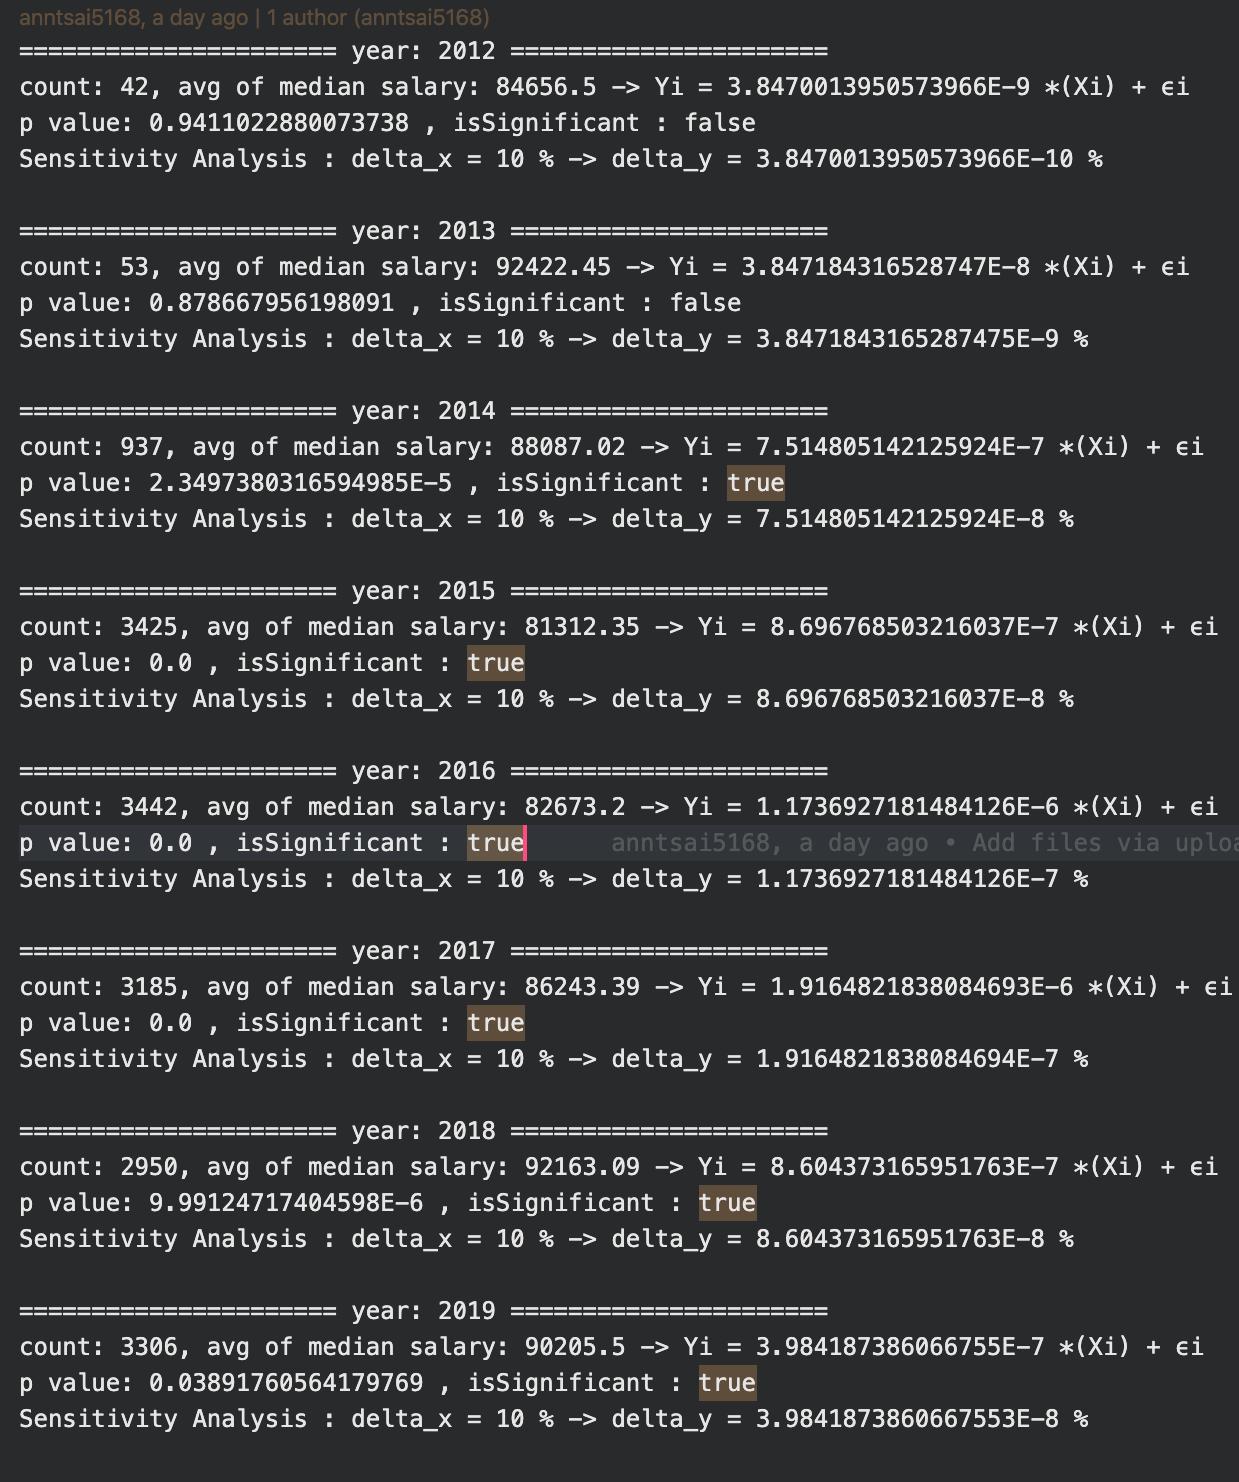 anntsai5168, a day ago | 1 author (anntsai5168)
====================== year: 2012 ======================
count: 42, avg of median salary: 84656.5 -> Yi = 3.8470013950573966E-9 *(Xi) + ϵi
p value: 0.9411022880073738 , isSignificant : false
Sensitivity Analysis : delta_x = 10 % -> delta_y = 3.8470013950573966E-10 %
====================== year: 2013 ======================
count: 53, avg of median salary: 92422.45 -> Yi = 3.847184316528747E-8 *(Xi) + ϵi
p value: 0.878667956198091 , isSignificant : false
Sensitivity Analysis : delta_x = 10 % -> delta_y = 3.8471843165287475E-9 %
====================== year: 2014 ======================
count: 937, avg of median salary: 88087.02 -> Yi = 7.514805142125924E-7 *(Xi) + ϵi
p value: 2.3497380316594985E-5 , isSignificant : true
Sensitivity Analysis : delta_x = 10 % -> delta_y = 7.514805142125924E-8 %
====================== year: 2015 ======================
count: 3425, avg of median salary: 81312.35 -> Yi = 8.696768503216037E-7 *(Xi) + ϵi
p value: 0.0 , isSignificant : true
Sensitivity Analysis : delta_x = 10 % -> delta_y = 8.696768503216037E-8 %
====================== year: 2016 ======================
count: 3442, avg of median salary: 82673.2 -> Yi = 1.1736927181484126E-6 *(Xi) + ϵi
p value: 0.0 , isSignificant : true anntsai5168, a day ago • Add files via uploa
Sensitivity Analysis : delta_x = 10 % -> delta_y = 1.1736927181484126E-7 %
====================== year: 2017 ======================
count: 3185, avg of median salary: 86243.39 -> Yi = 1.9164821838084693E-6 *(Xi) + ϵi
p value: 0.0 , isSignificant : true
Sensitivity Analysis : delta_x = 10 % -> delta_y = 1.9164821838084694E-7 %
====================== year: 2018 ======================
count: 2950, avg of median salary: 92163.09 -> Yi = 8.604373165951763E-7 *(Xi) + ϵi
p value: 9.99124717404598E-6 , isSignificant : true
Sensitivity Analysis : delta_x = 10 % -> delta_y = 8.604373165951763E-8 %
====================== year: 2019 ======================
count: 3306, avg of median salary: 90205.5 -> Yi = 3.984187386066755E-7 *(Xi) + ϵi
p value: 0.03891760564179769 , isSignificant : true
Sensitivity Analysis : delta_x = 10 % -> delta_y = 3.9841873860667553E-8 %